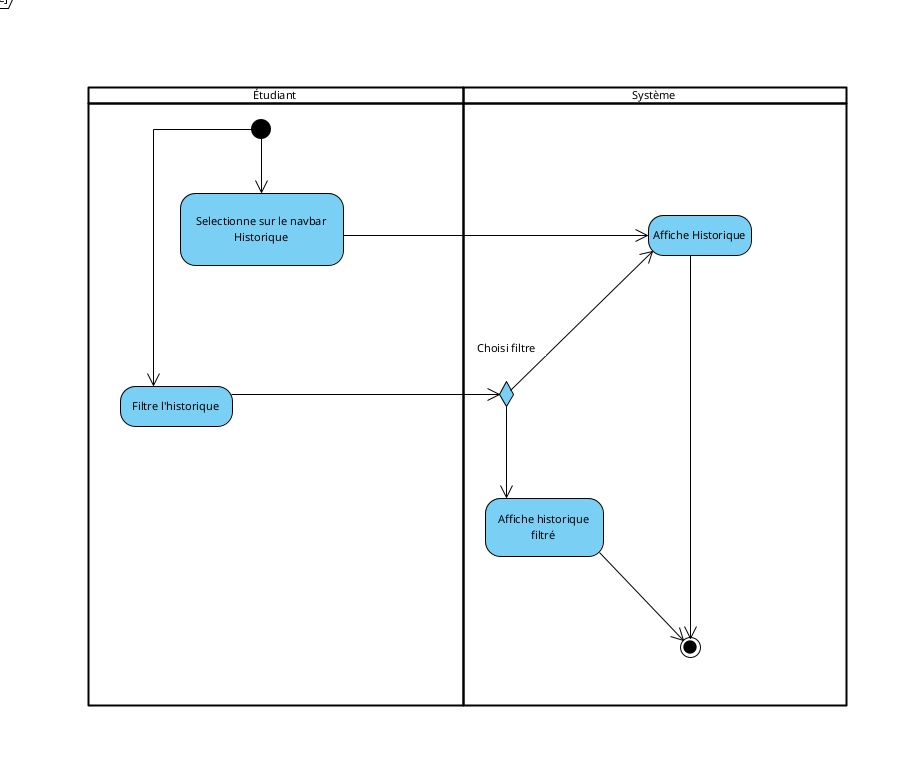 Étudiant
Système
Selectionne sur le navbar
Historique
Affiche Historique
Choisi filtre
Filtre l'historique
Affiche historique
filtré